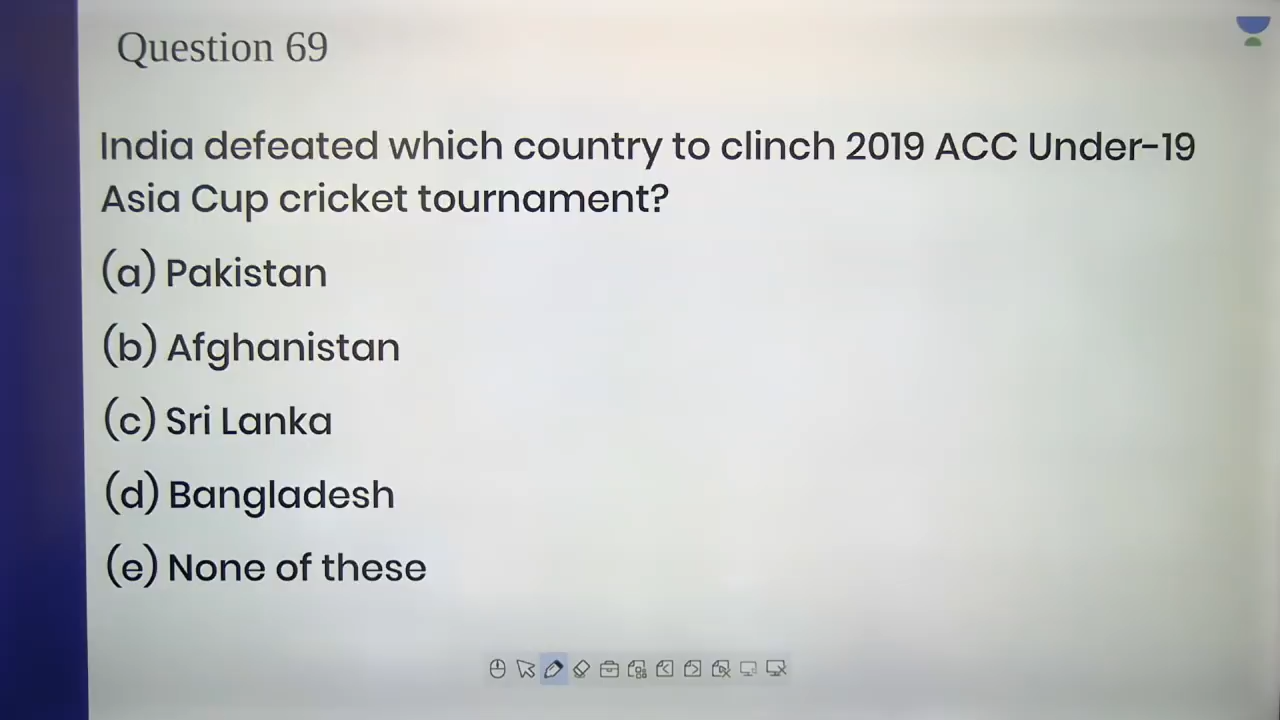 Question 69
India defeated which country to clinch 2019 ACC Under-19
Asia Cup cricket tournament?
(a) Pakistan
(b) Afghanistan
(c) Sri Lanka
(d) Bangladesh
(e) None of these